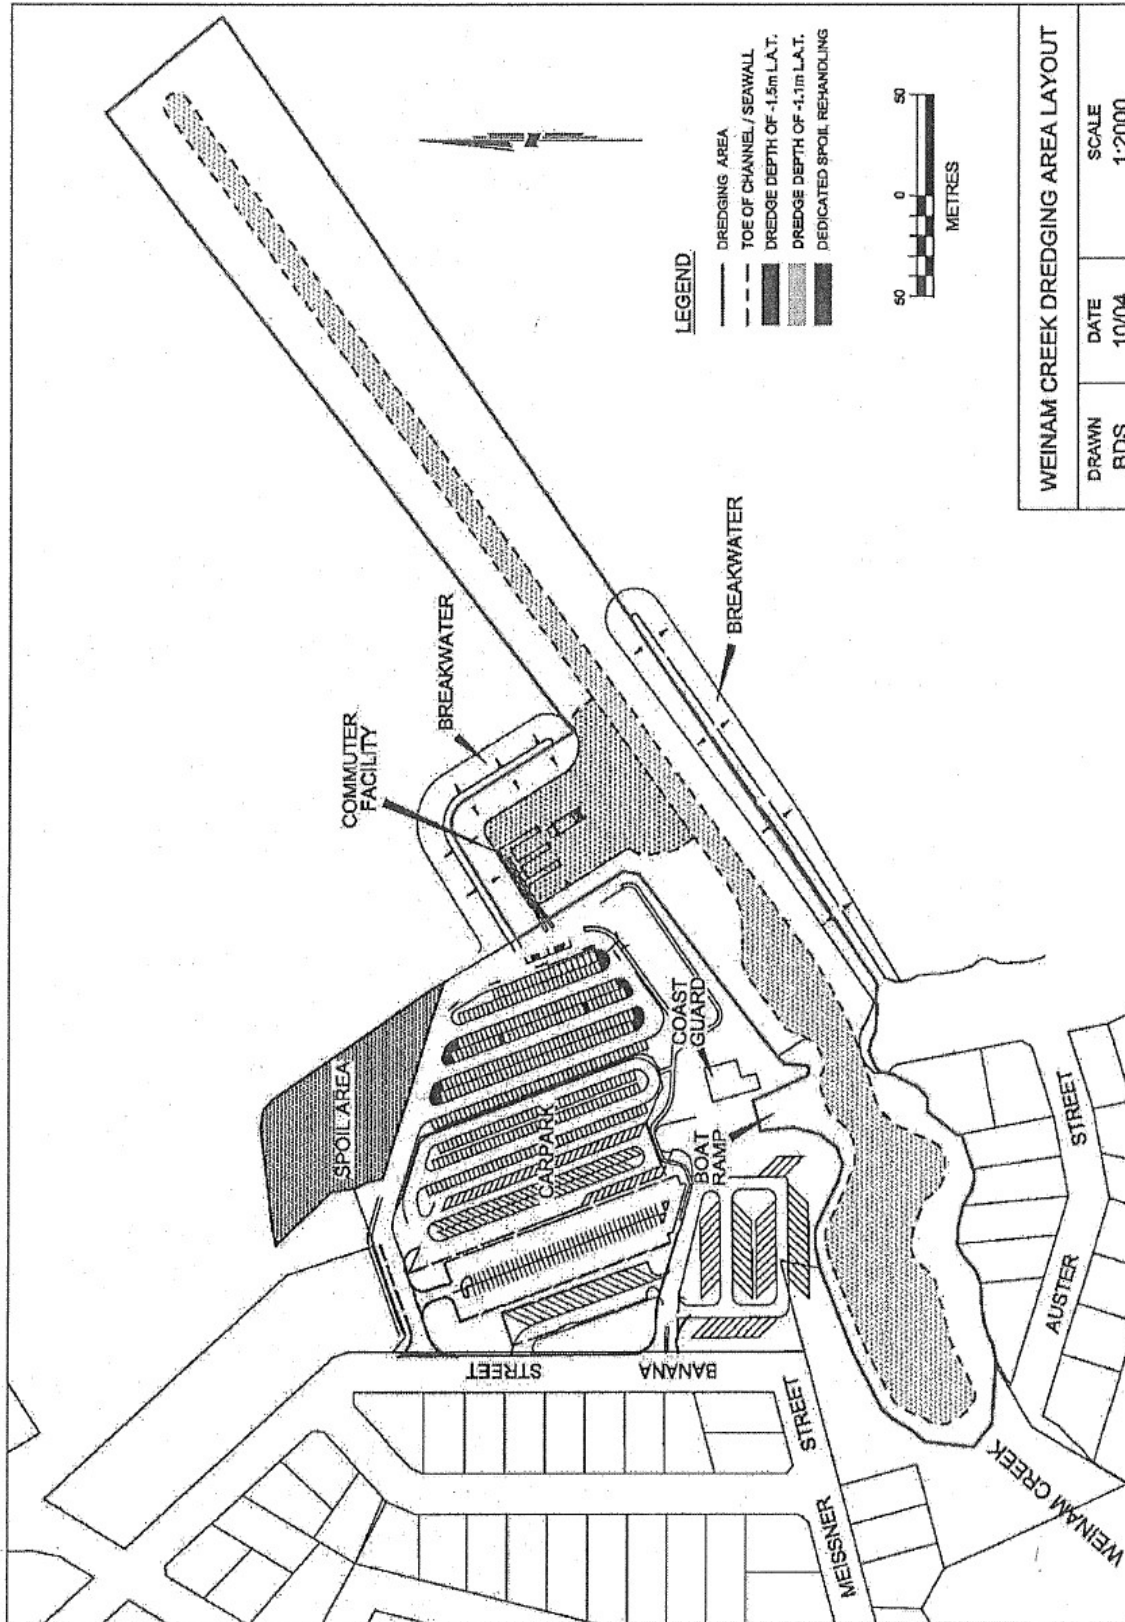 LEGEND
DREDGING AREA
TOE OF CHANNEL / SEAWALL
DREDGE DEPTH OF -1.5m L.A.T.
DREDGE DEPTH OF -1.1m L.A.T.
DEDICATED SPOIL REHANDLING
50 0 50
METRES
N
COMMUTER
FACILITY
BREAKWATER
BREAKWATER
SPOIL AREA
CARPARK
COAST
GUARD
BOAT
RAMP
BANANA STREET
MEISSNER STREET
AUSTER STREET
WEINAM CREEK
WEINAM CREEK DREDGING AREA LAYOUT
DRAWN DATE SCALE
BDS 10/04 1:2000